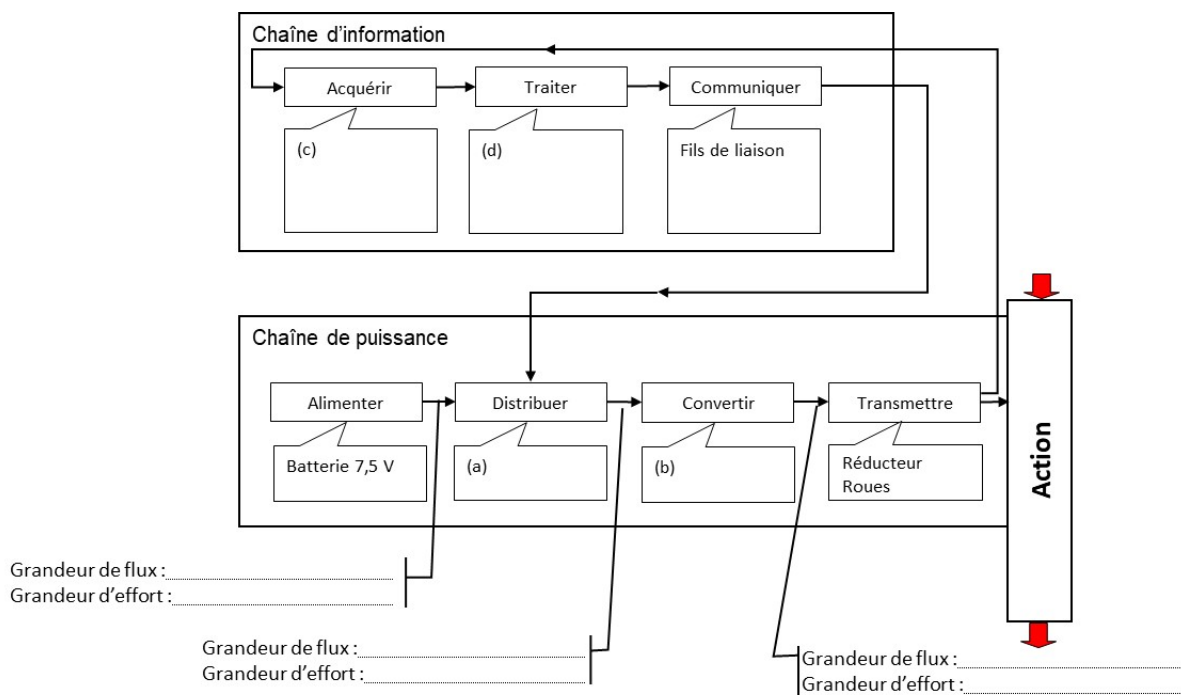 Chaîne d'information
Acquérir
Traiter
Communiquer
(c)
(d)
Fils de liaison
Chaîne de puissance
Alimenter
Distribuer
Convertir
Transmettre
Batterie 7,5 V
(a)
(b)
Réducteur
Roues
Action
Grandeur de flux :
Grandeur d'effort :
Grandeur de flux :
Grandeur d'effort :
Grandeur de flux :
Grandeur d'effort :